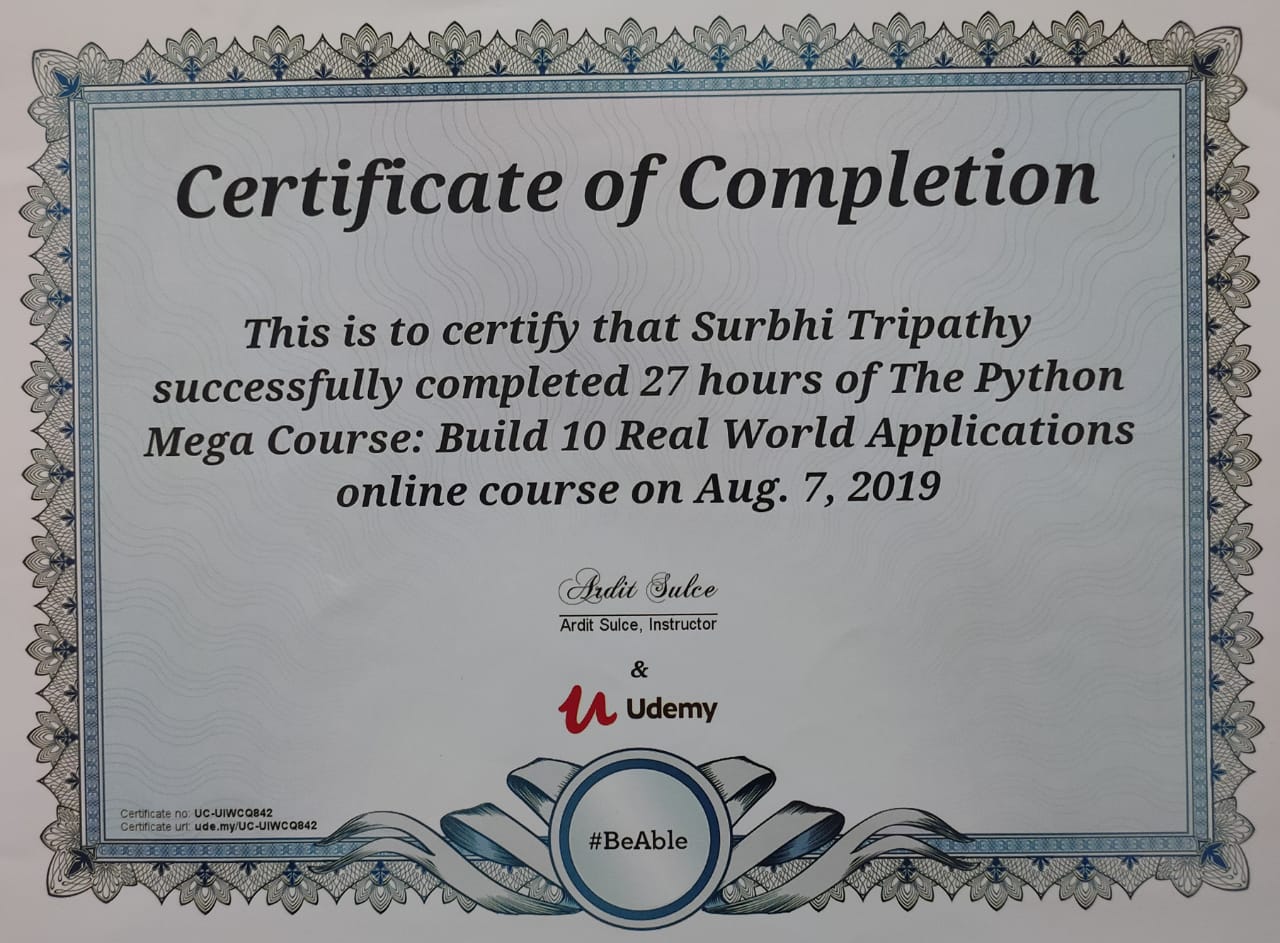 Certificate of Completion
This is to certify that Surbhi Tripathy
successfully completed 27 hours of The Python
Mega Course: Build 10 Real World Applications
online course on Aug. 7, 2019
Ardit Sulce
Ardit Sulce, Instructor
&
Udemy
Certificate no: UC-UIWCQ842
Certificate url: ude.my/UC-UIWCQ842
#BeAble